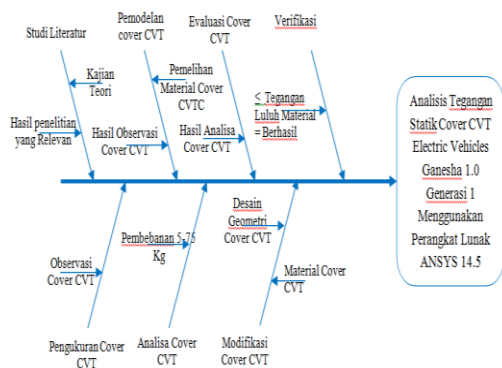 Studi Literatur
Kajian
Teori
Hasil penelitian
yang Relevan
Pemodelan
cover CVT
Pemelihan
Material Cover
CVTC
Hasil Observasi
Cover CVT
Evaluasi Cover
CVT
Hasil Analisa
Cover CVT
Verifikasi
< Tegangan
Luluh Material
= Berhasil
Observasi
Cover CVT
Pengukuran Cover
CVT
Pembebanan 5-75
Kg
Analisa Cover
CVT
Desain
Geometri
Cover CVT
Material Cover
CVT
Modifikasi
Cover CVT
Analisis Tegangan
Statik Cover CVT
Electric Vehicles
Ganesha 1.0
Generasi 1
Menggunakan
Perangkat Lunak
ANSYS 14.5